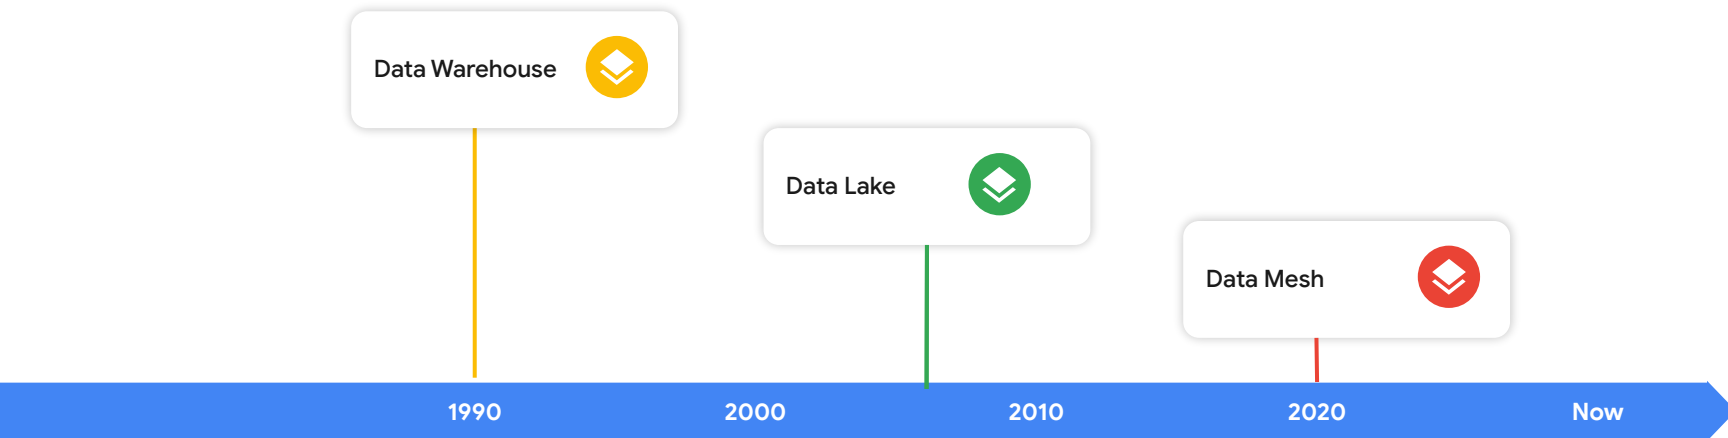 Data Warehouse
Data Lake
Data Mesh
1990 2000 2010 2020 Now